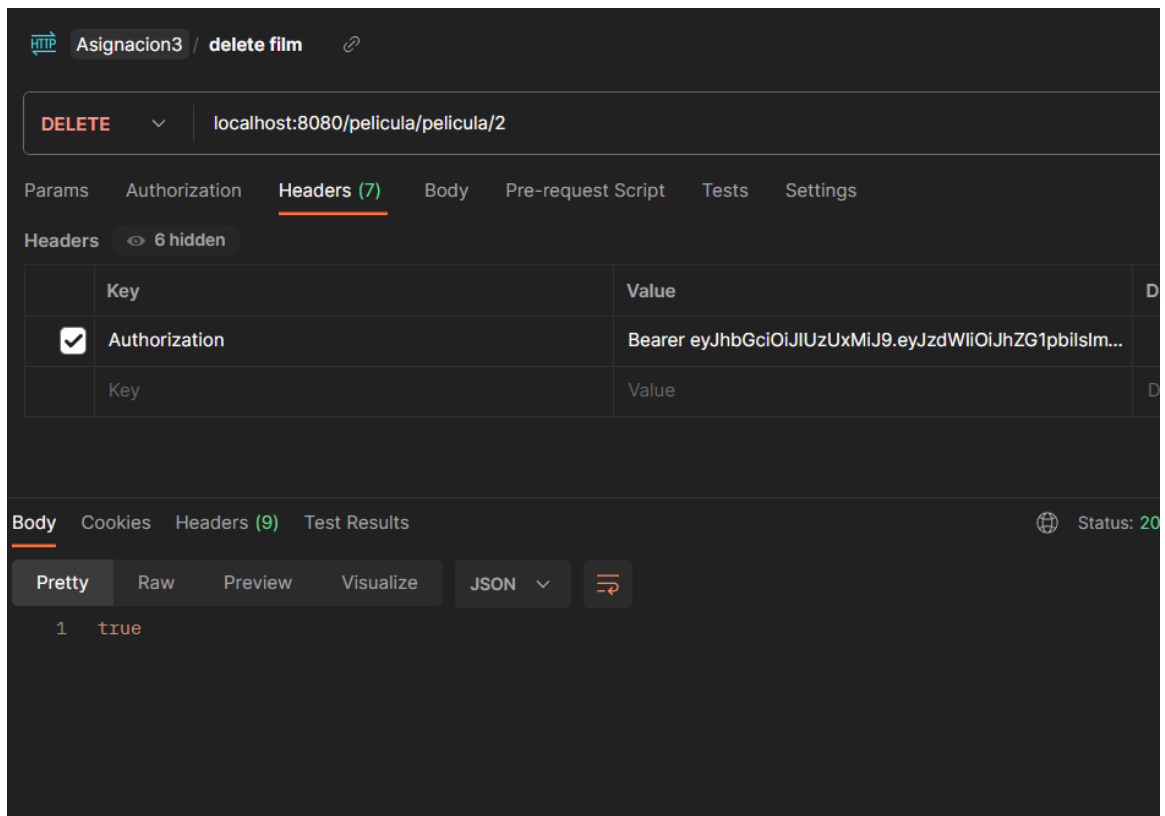 HTTP Asignacion3 / delete film
DELETE localhost:8080/pelicula/pelicula/2
Params Authorization Headers (7) Body Pre-request Script Tests Settings
Headers 6 hidden
Key Value D
Authorization Bearer eyJhbGciOiJIUzUxMiJ9.eyJzdWIiOiJhZG1pbiIsIm...
Key Value D
Body Cookies Headers (9) Test Results Status: 20
Pretty Raw Preview Visualize JSON
1 true